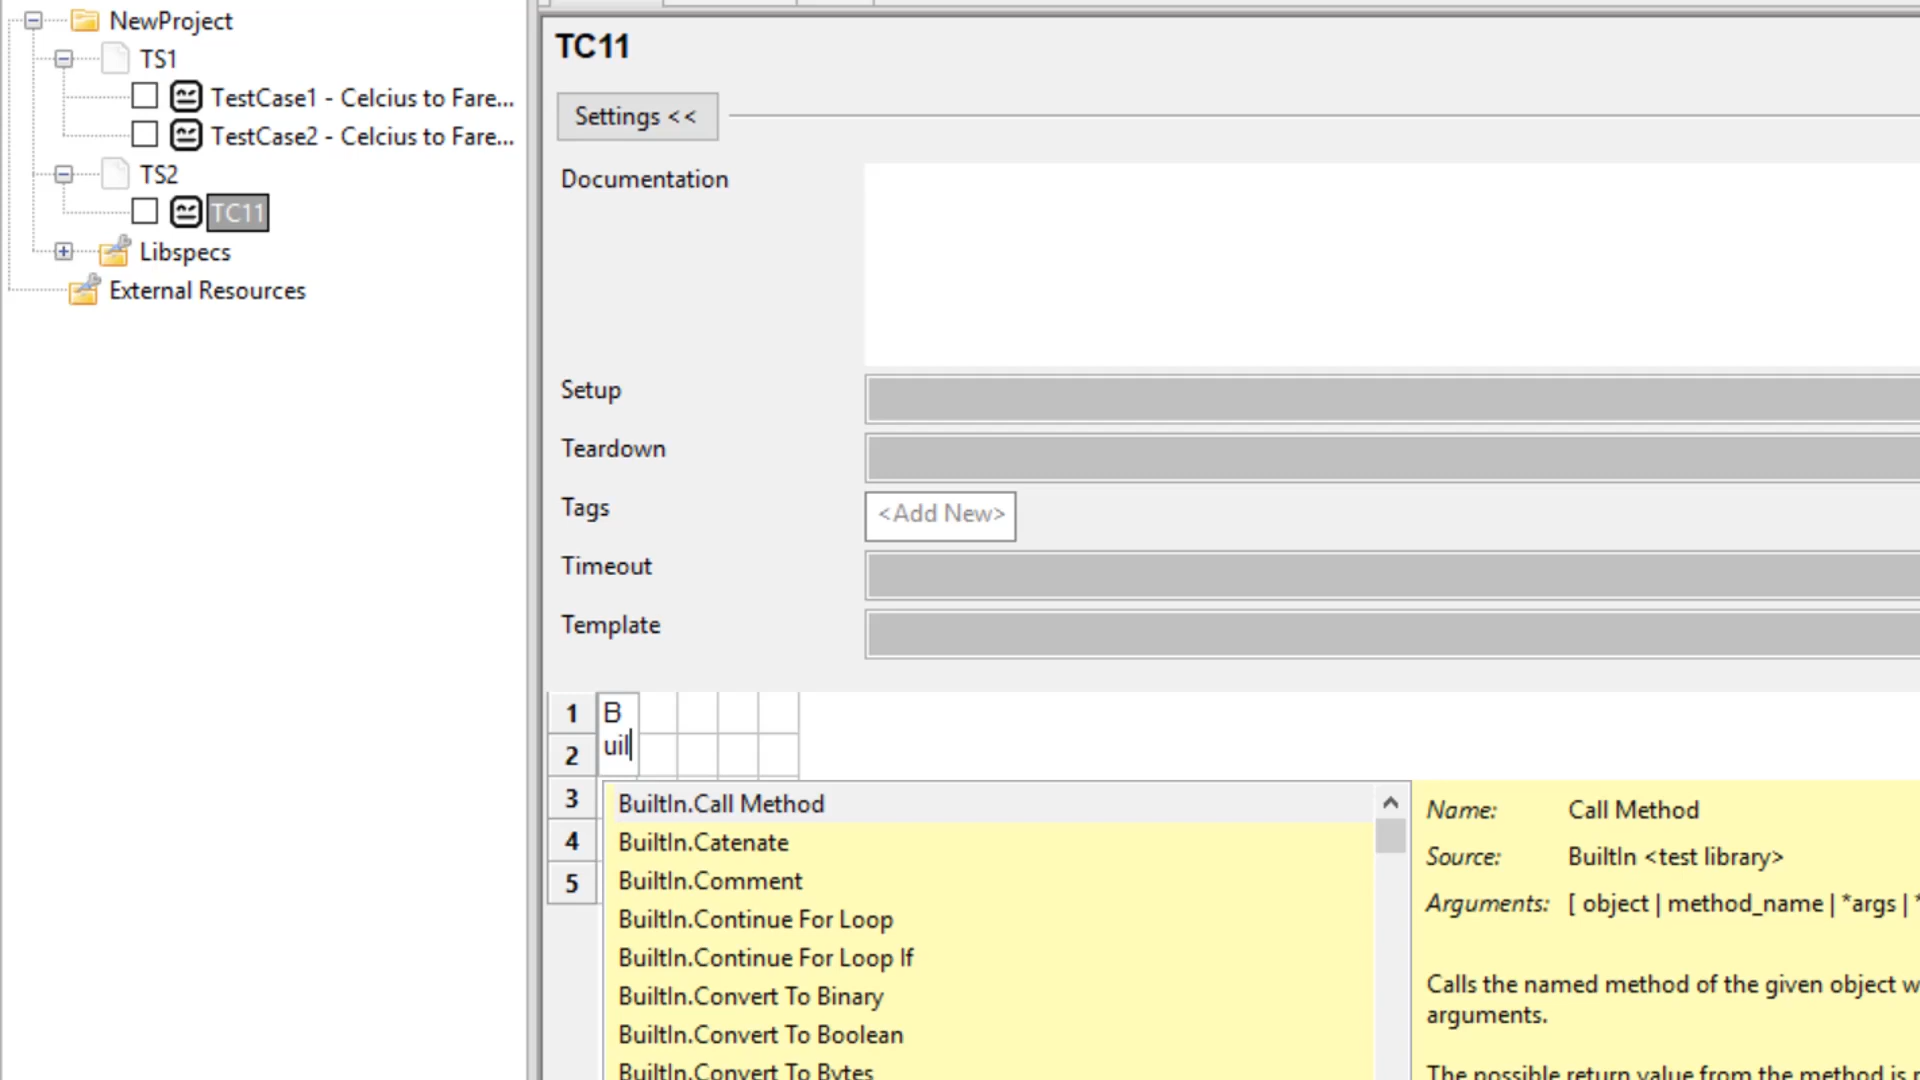 NewProject
TS1
TestCase1 - Celcius to Fare...
TestCase2 - Celcius to Fare...
TS2
TC11
Libspecs
External Resources
TC11
Settings <<
Documentation
Setup
Teardown
Tags
<Add New>
Timeout
Template
1
B
uil
2
3
4
5
BuiltIn.Call Method
BuiltIn.Catenate
BuiltIn.Comment
BuiltIn.Continue For Loop
BuiltIn.Continue For Loop If
BuiltIn.Convert To Binary
BuiltIn.Convert To Boolean
BuiltIn.Convert To Bytes
Name: Call Method
Source: BuiltIn <test library>
Arguments: [ object | method_name | *args | *
Calls the named method of the given object w
arguments.
The possible return value from the method is